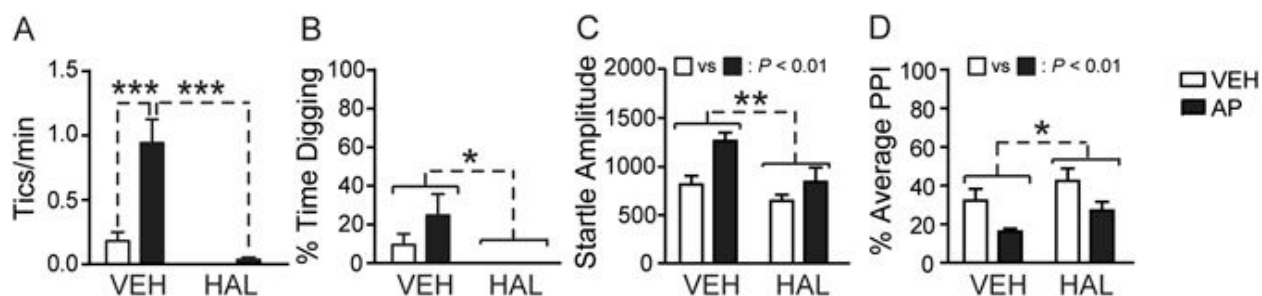 A
Tics/min
1.5
1.0
0.5
0.0
*** ***
VEH HAL
B
% Time Digging
100
80
60
40
20
0
*
VEH HAL
C
Startle Amplitude
2000
1500
1000
500
0
vs : P < 0.01
**
VEH HAL
D
% Average PPI
100
80
60
40
20
0
vs : P < 0.01
*
VEH HAL
VEH
AP